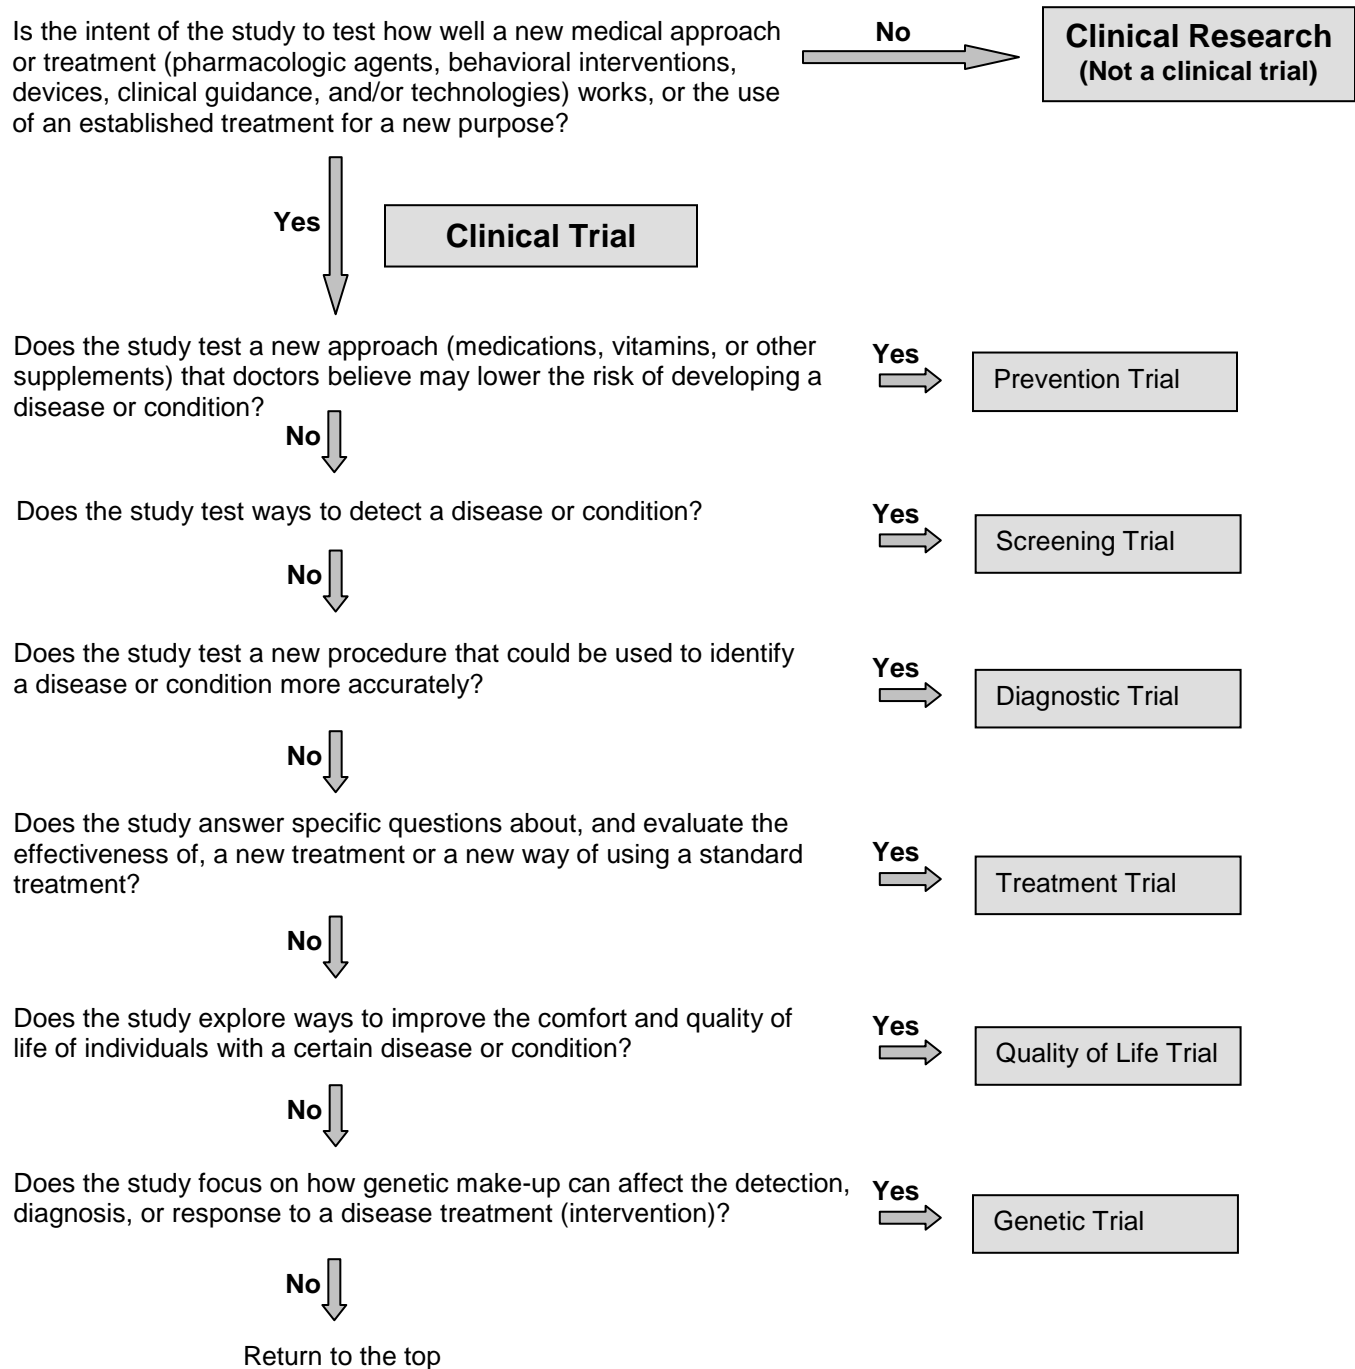 Is the intent of the study to test how well a new medical approach
or treatment (pharmacologic agents, behavioral interventions,
devices, clinical guidance, and/or technologies) works, or the use
of an established treatment for a new purpose?
No
Clinical Research
(Not a clinical trial)
Yes
Clinical Trial
Does the study test a new approach (medications, vitamins, or other
supplements) that doctors believe may lower the risk of developing a
disease or condition?
Yes
Prevention Trial
No
Does the study test ways to detect a disease or condition?
Yes
Screening Trial
No
Does the study test a new procedure that could be used to identify
a disease or condition more accurately?
Yes
Diagnostic Trial
No
Does the study answer specific questions about, and evaluate the
effectiveness of, a new treatment or a new way of using a standard
treatment?
Yes
Treatment Trial
No
Does the study explore ways to improve the comfort and quality of
life of individuals with a certain disease or condition?
Yes
Quality of Life Trial
No
Does the study focus on how genetic make-up can affect the detection,
diagnosis, or response to a disease treatment (intervention)?
Yes
Genetic Trial
No
Return to the top